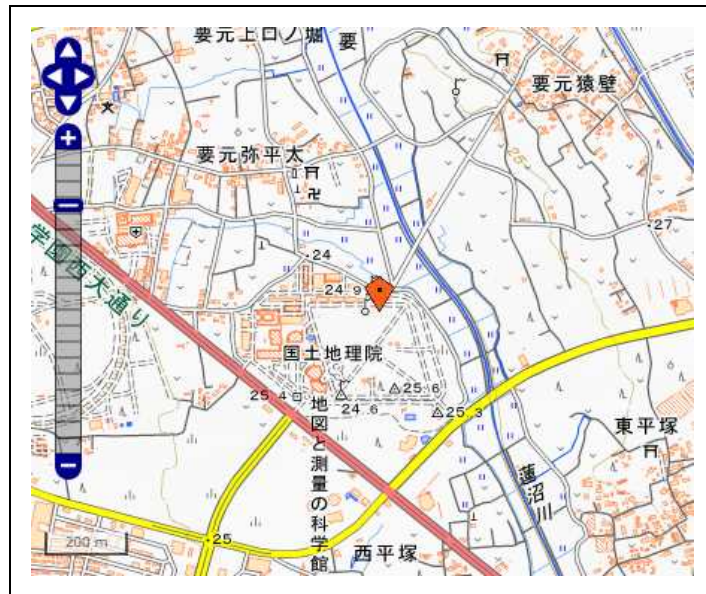 要元上口ノ堀
要
要元猿壁
要元弥平太
27
学園西大通り
24
24.9
国土地理院
25.6
25.4
24.6
25.3
地図と測量の科学館
東平塚
蓮沼川
25
西平塚
200 m